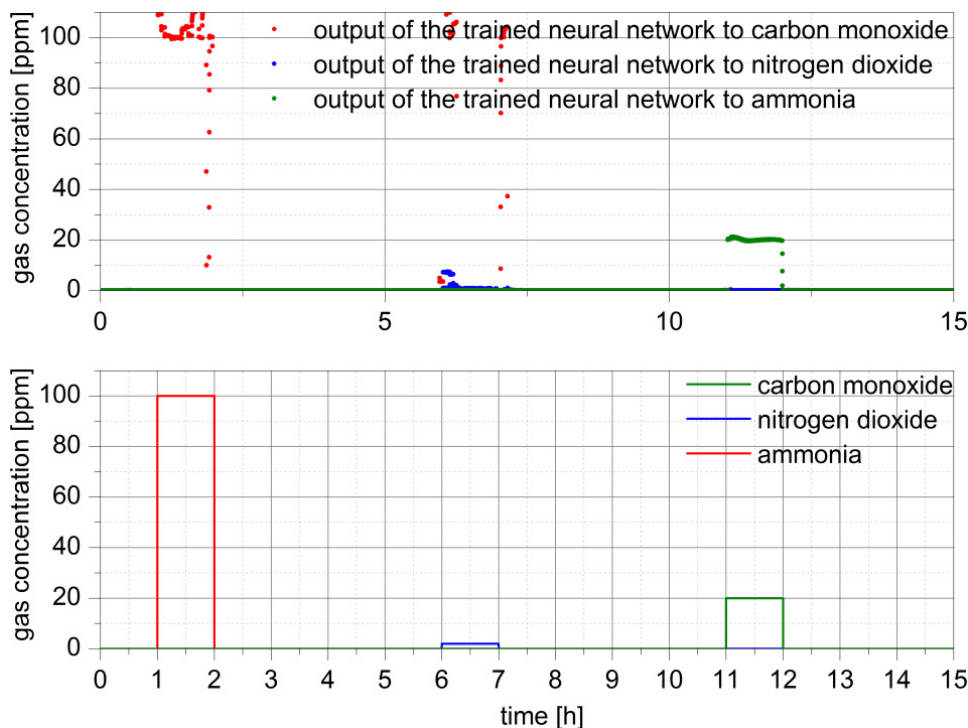 output of the trained neural network to carbon monoxide
output of the trained neural network to nitrogen dioxide
output of the trained neural network to ammonia
gas concentration [ppm]
100
80
60
40
20
0
0 5 10 15
carbon monoxide
nitrogen dioxide
ammonia
gas concentration [ppm]
100
80
60
40
20
0
0 1 2 3 4 5 6 7 8 9 10 11 12 13 15
time [h]